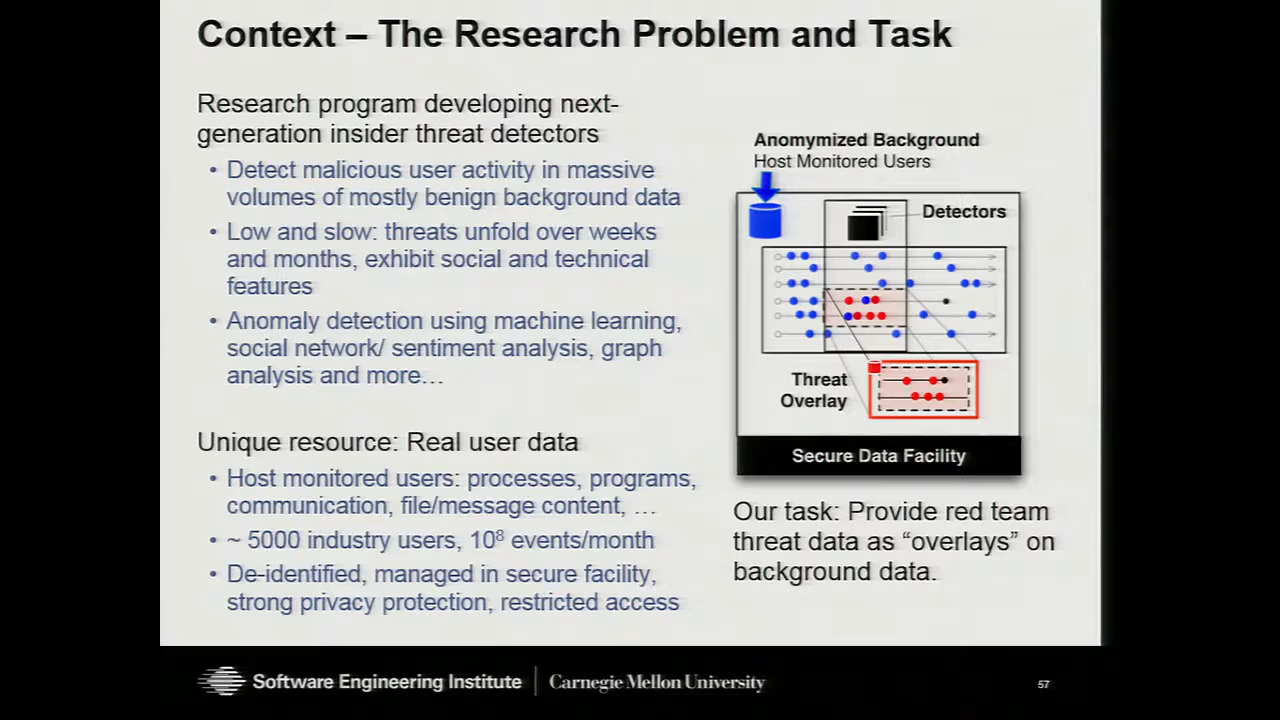 Context – The Research Problem and Task
Research program developing next-
generation insider threat detectors
• Detect malicious user activity in massive
volumes of mostly benign background data
• Low and slow: threats unfold over weeks
and months, exhibit social and technical
features
• Anomaly detection using machine learning,
social network/ sentiment analysis, graph
analysis and more…
Unique resource: Real user data
• Host monitored users: processes, programs,
communication, file/message content, …
• ~ 5000 industry users, 10⁸ events/month
• De-identified, managed in secure facility,
strong privacy protection, restricted access
Anomymized Background
Host Monitored Users
Detectors
Threat
Overlay
Secure Data Facility
Our task: Provide red team
threat data as “overlays” on
background data.
Software Engineering Institute | Carnegie Mellon University
57